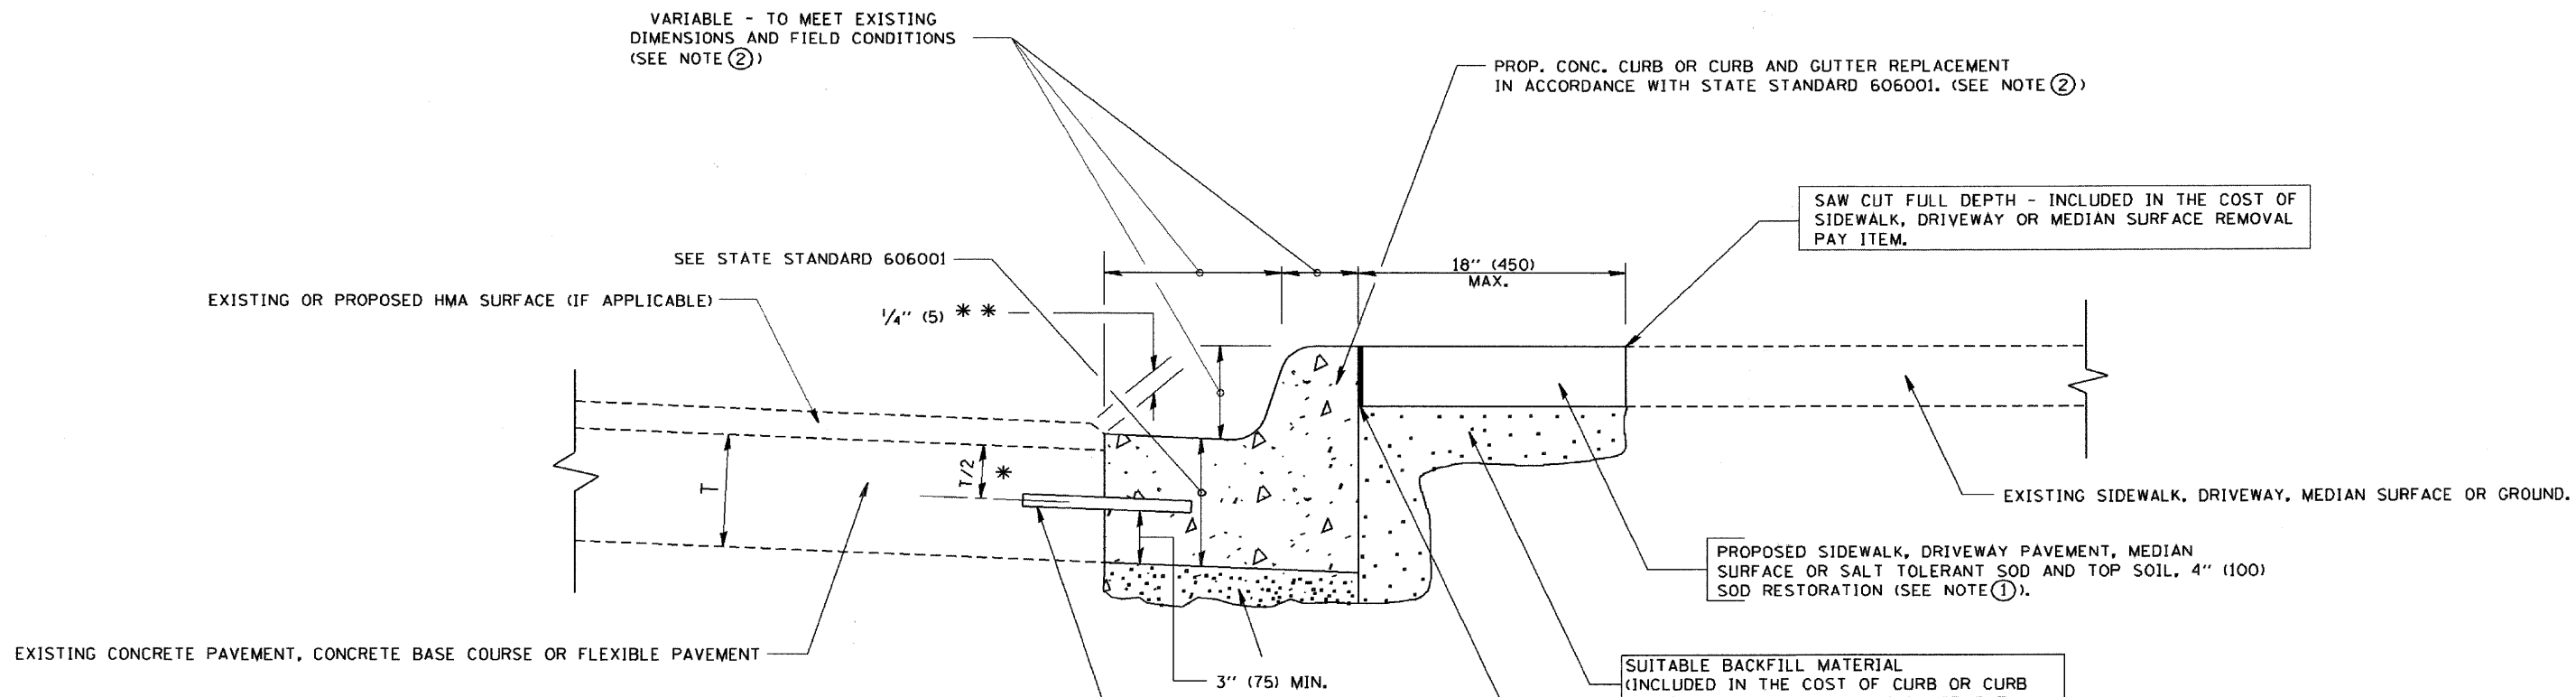 VARIABLE - TO MEET EXISTING
DIMENSIONS AND FIELD CONDITIONS
(SEE NOTE ②)
PROP. CONC. CURB OR CURB AND GUTTER REPLACEMENT
IN ACCORDANCE WITH STATE STANDARD 606001. (SEE NOTE ②)
SAW CUT FULL DEPTH - INCLUDED IN THE COST OF
SIDEWALK, DRIVEWAY OR MEDIAN SURFACE REMOVAL
PAY ITEM.
SEE STATE STANDARD 606001
18" (450)
MAX.
EXISTING OR PROPOSED HMA SURFACE (IF APPLICABLE)
1/4" (5) * *
T
T/2 *
EXISTING SIDEWALK, DRIVEWAY, MEDIAN SURFACE OR GROUND.
PROPOSED SIDEWALK, DRIVEWAY PAVEMENT, MEDIAN
SURFACE OR SALT TOLERANT SOD AND TOP SOIL, 4" (100)
SOD RESTORATION (SEE NOTE ①).
EXISTING CONCRETE PAVEMENT, CONCRETE BASE COURSE OR FLEXIBLE PAVEMENT
3" (75) MIN.
SUITABLE BACKFILL MATERIAL
(INCLUDED IN THE COST OF CURB OR CURB